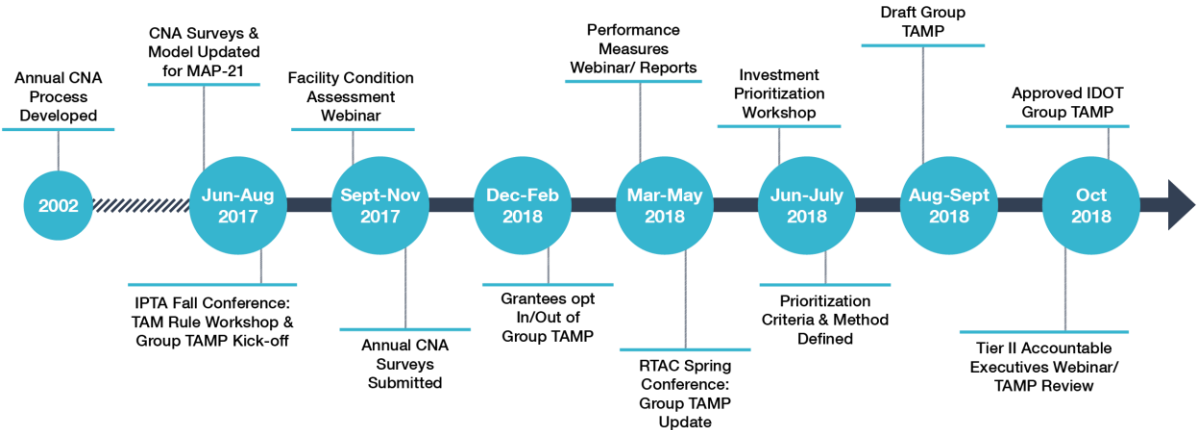 Annual CNA
Process
Developed
CNA Surveys &
Model Updated
for MAP-21
Facility Condition
Assessment
Webinar
Performance
Measures
Webinar/ Reports
Investment
Prioritization
Workshop
Draft Group
TAMP
Approved IDOT
Group TAMP
2002
Jun-Aug
2017
Sept-Nov
2017
Dec-Feb
2018
Mar-May
2018
Jun-July
2018
Aug-Sept
2018
Oct
2018
IPTA Fall Conference:
TAM Rule Workshop &
Group TAMP Kick-off
Annual CNA
Surveys
Submitted
Grantees opt
In/Out of
Group TAMP
RTAC Spring
Conference:
Group TAMP
Update
Prioritization
Criteria & Method
Defined
Tier II Accountable
Executives Webinar/
TAMP Review